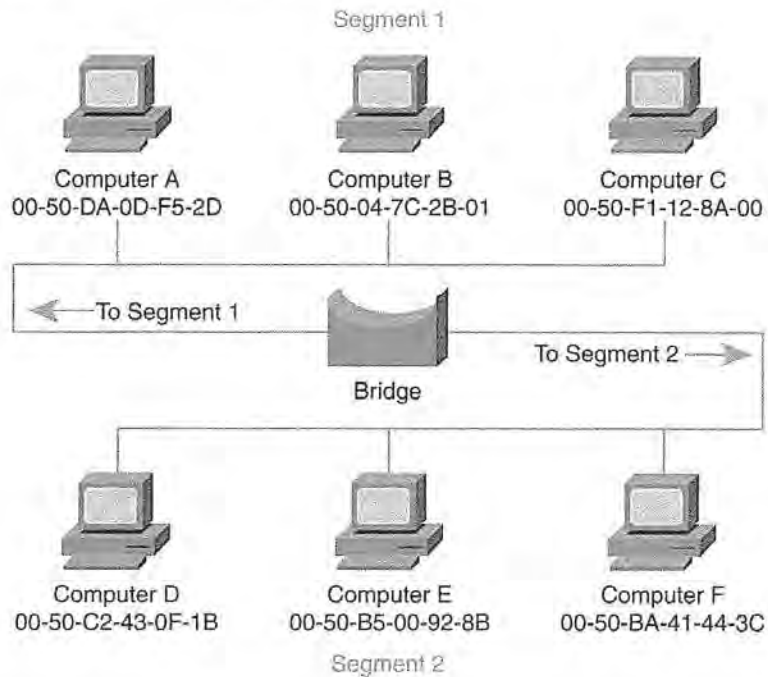 Segment 1
Computer A
00-50-DA-0D-F5-2D
Computer B
00-50-04-7C-2B-01
Computer C
00-50-F1-12-8A-00
To Segment 1
To Segment 2
Bridge
Computer D
00-50-C2-43-0F-1B
Computer E
00-50-B5-00-92-8B
Computer F
00-50-BA-41-44-3C
Segment 2